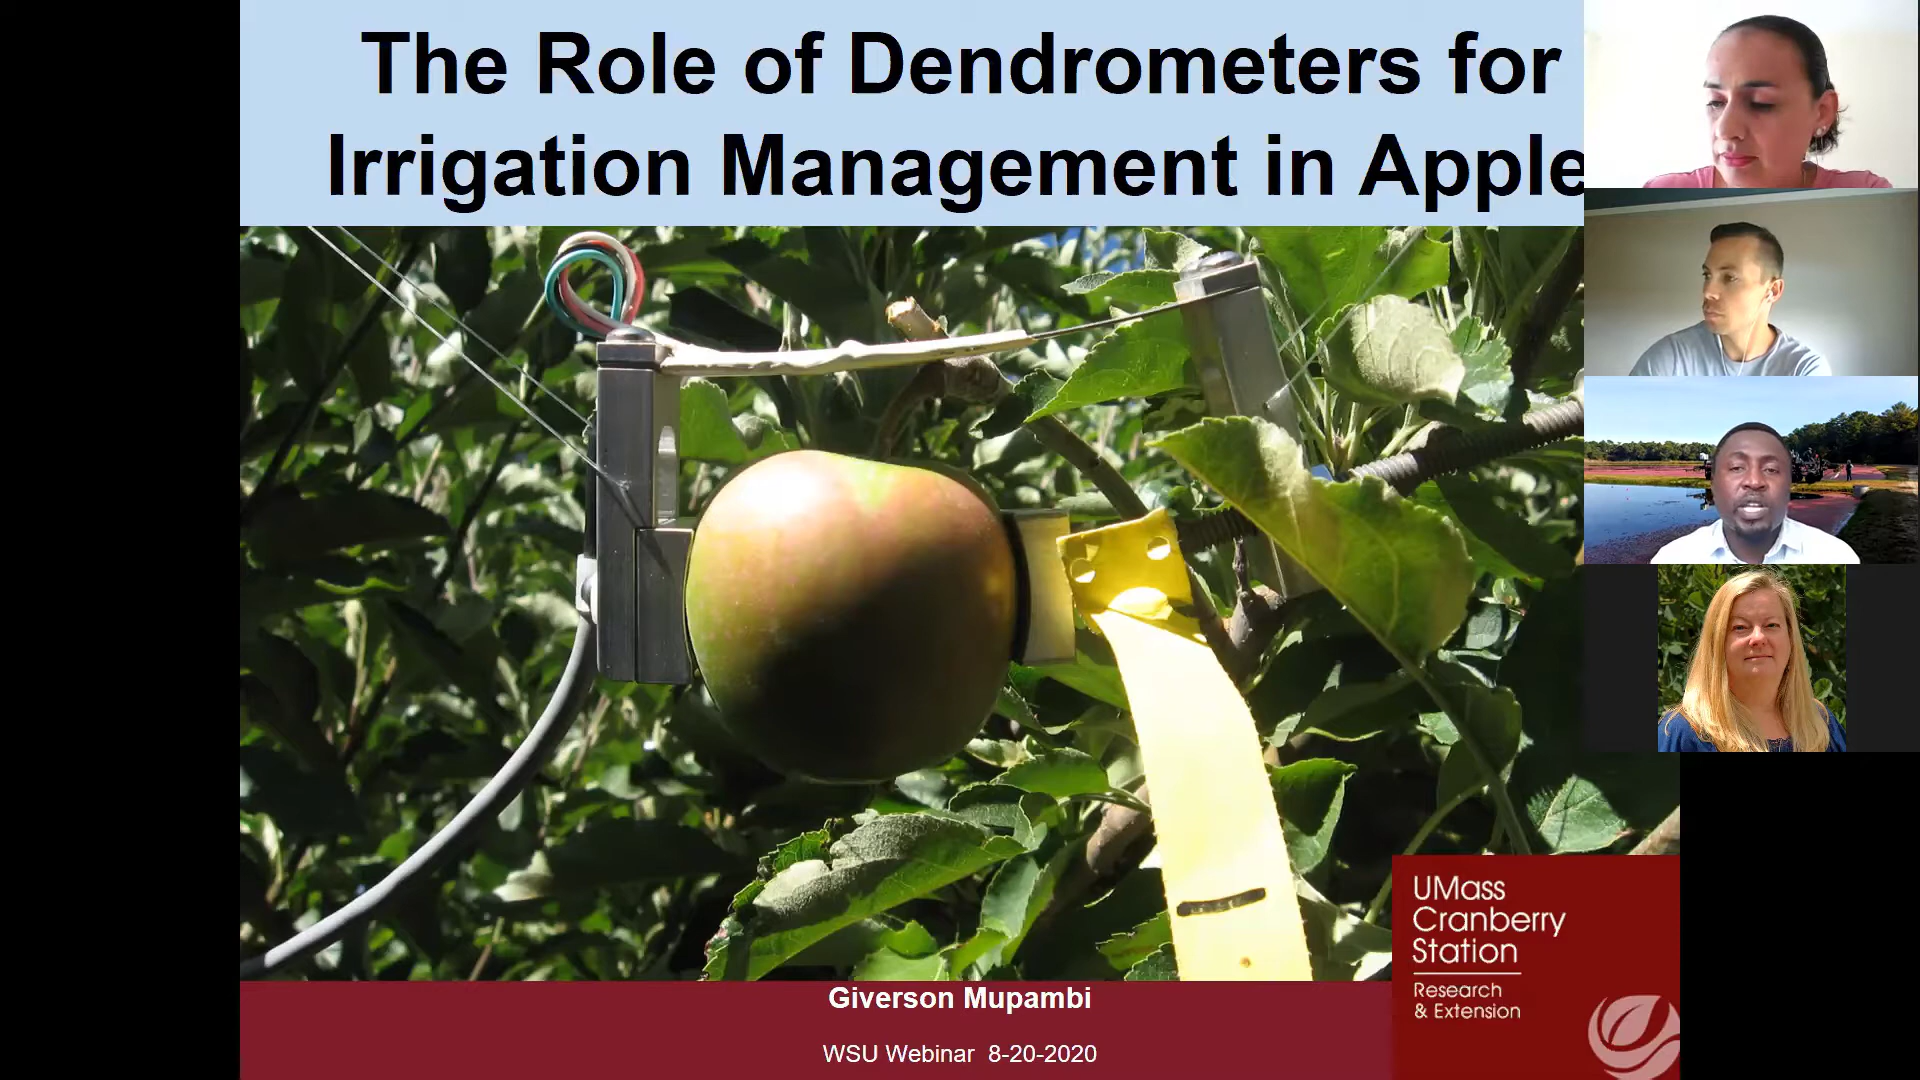 The Role of Dendrometers for
Irrigation Management in Apple
UMass
Cranberry
Station
Research
& Extension
Giverson Mupambi
WSU Webinar 8-20-2020